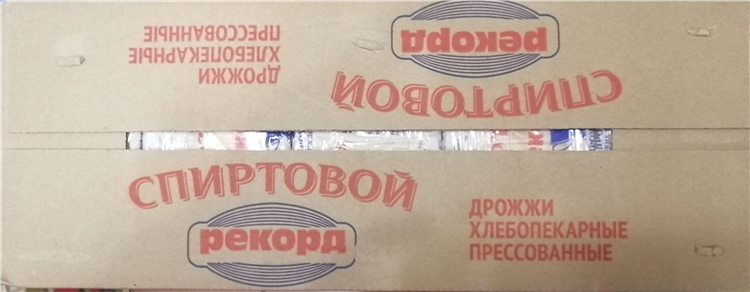 ДРОЖЖИ
ХЛЕБОПЕКАРНЫЕ
ПРЕССОВАННЫЕ
рекорд
СПИРТОВОЙ
СПИРТОВОЙ
рекорд
ДРОЖЖИ
ХЛЕБОПЕКАРНЫЕ
ПРЕССОВАННЫЕ